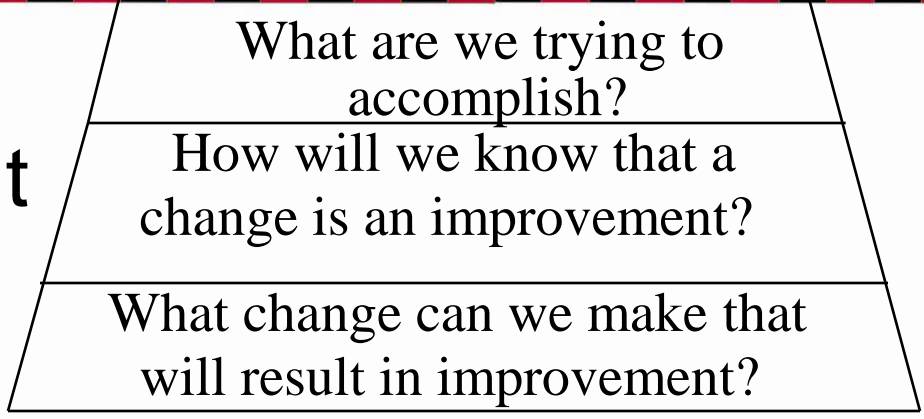 What are we trying to
accomplish?
t
How will we know that a
change is an improvement?
What change can we make that
will result in improvement?